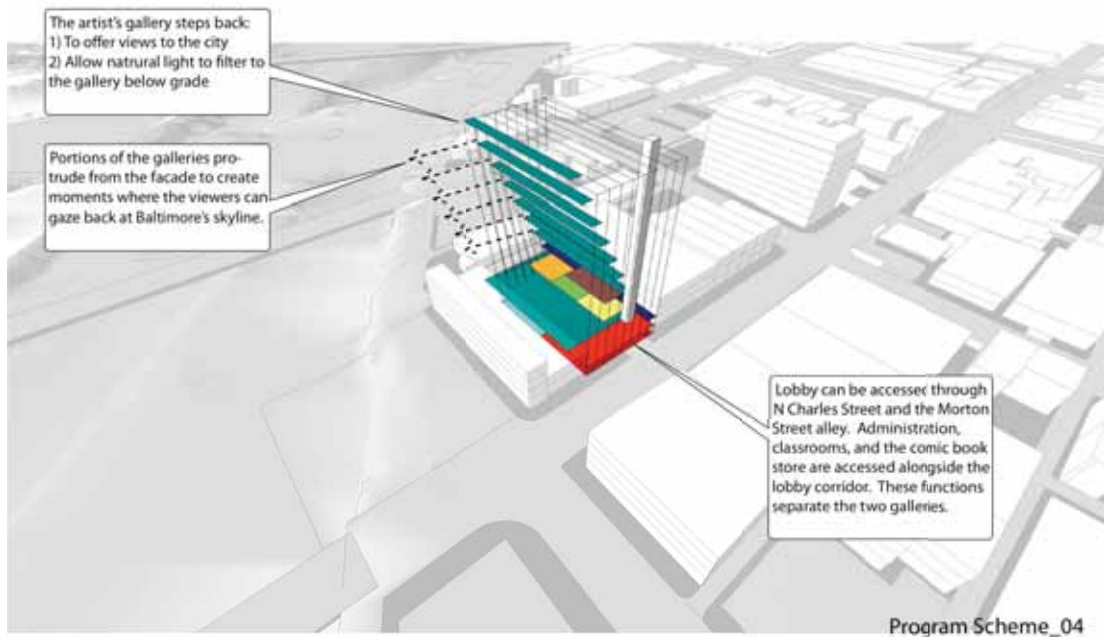 The artist's gallery steps back:
1) To offer views to the city
2) Allow natrural light to filter to
the gallery below grade
Portions of the galleries pro-
trude from the facade to create
moments where the viewers can
gaze back at Baltimore's skyline.
Lobby can be accessed through
N Charles Street and the Morton
Street alley. Administration,
classrooms, and the comic book
store are accessed alongside the
lobby corridor. These functions
separate the two galleries.
Program Scheme_04